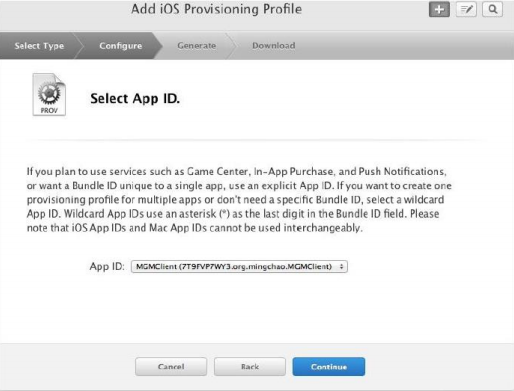 Add iOS Provisioning Profile
Select Type
Configure
Generate
Download
PROV
Select App ID.
If you plan to use services such as Game Center, In-App Purchase, and Push Notifications,
or want a Bundle ID unique to a single app, use an explicit App ID. If you want to create one
provisioning profile for multiple apps or don't need a specific Bundle ID, select a wildcard
App ID. Wildcard App IDs use an asterisk (*) as the last digit in the Bundle ID field. Please
note that iOS App IDs and Mac App IDs cannot be used interchangeably.
App ID: MGMClient (7T9FVP7WY3.org.mingchao.MGMClient)
Cancel
Back
Continue